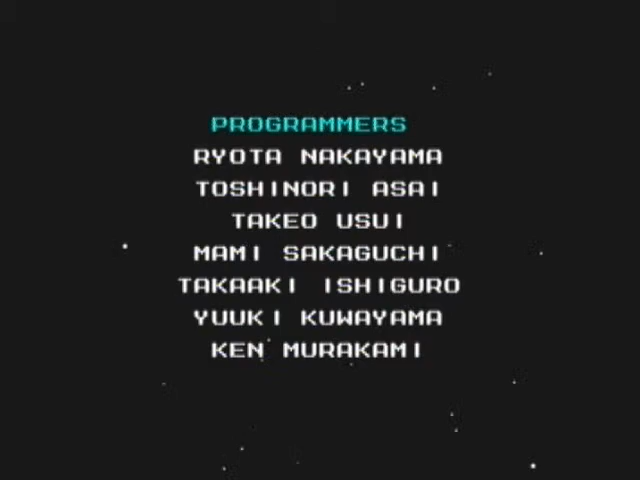 PROGRAMMERS
RYOTA NAKAYAMA
TOSHINORI ASAI
TAKEO USUI
MAMI SAKAGUCHI
TAKAAKI ISHIGURO
YUUKI KUWAYAMA
KEN MURAKAMI